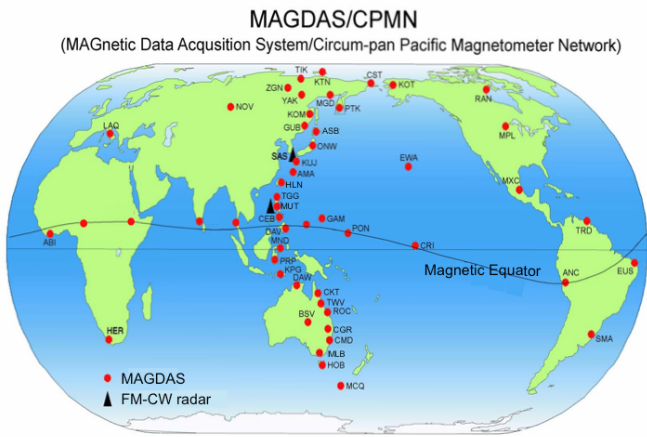 MAGDAS/CPMN
(MAGnetic Data Acqusition System/Circum-pan Pacific Magnetometer Network)
TIK
KTN
CST
ZGN
KOT
YAK
MGD
RAN
NOV
PTK
KOM
GUB
ASB
MPL
LAQ
ONW
SAS
KUJ
EWA
AMA
HLN
MXC
TGG
MUT
CEB
GAM
TRD
ABI
DAV
PON
MND
CRI
PRP
Magnetic Equator
KPG
ANC
EUS
DAW
CKT
TWV
ROC
BSV
HER
CGR
CMD
SMA
MLB
HOB
MAGDAS
MCQ
FM-CW radar